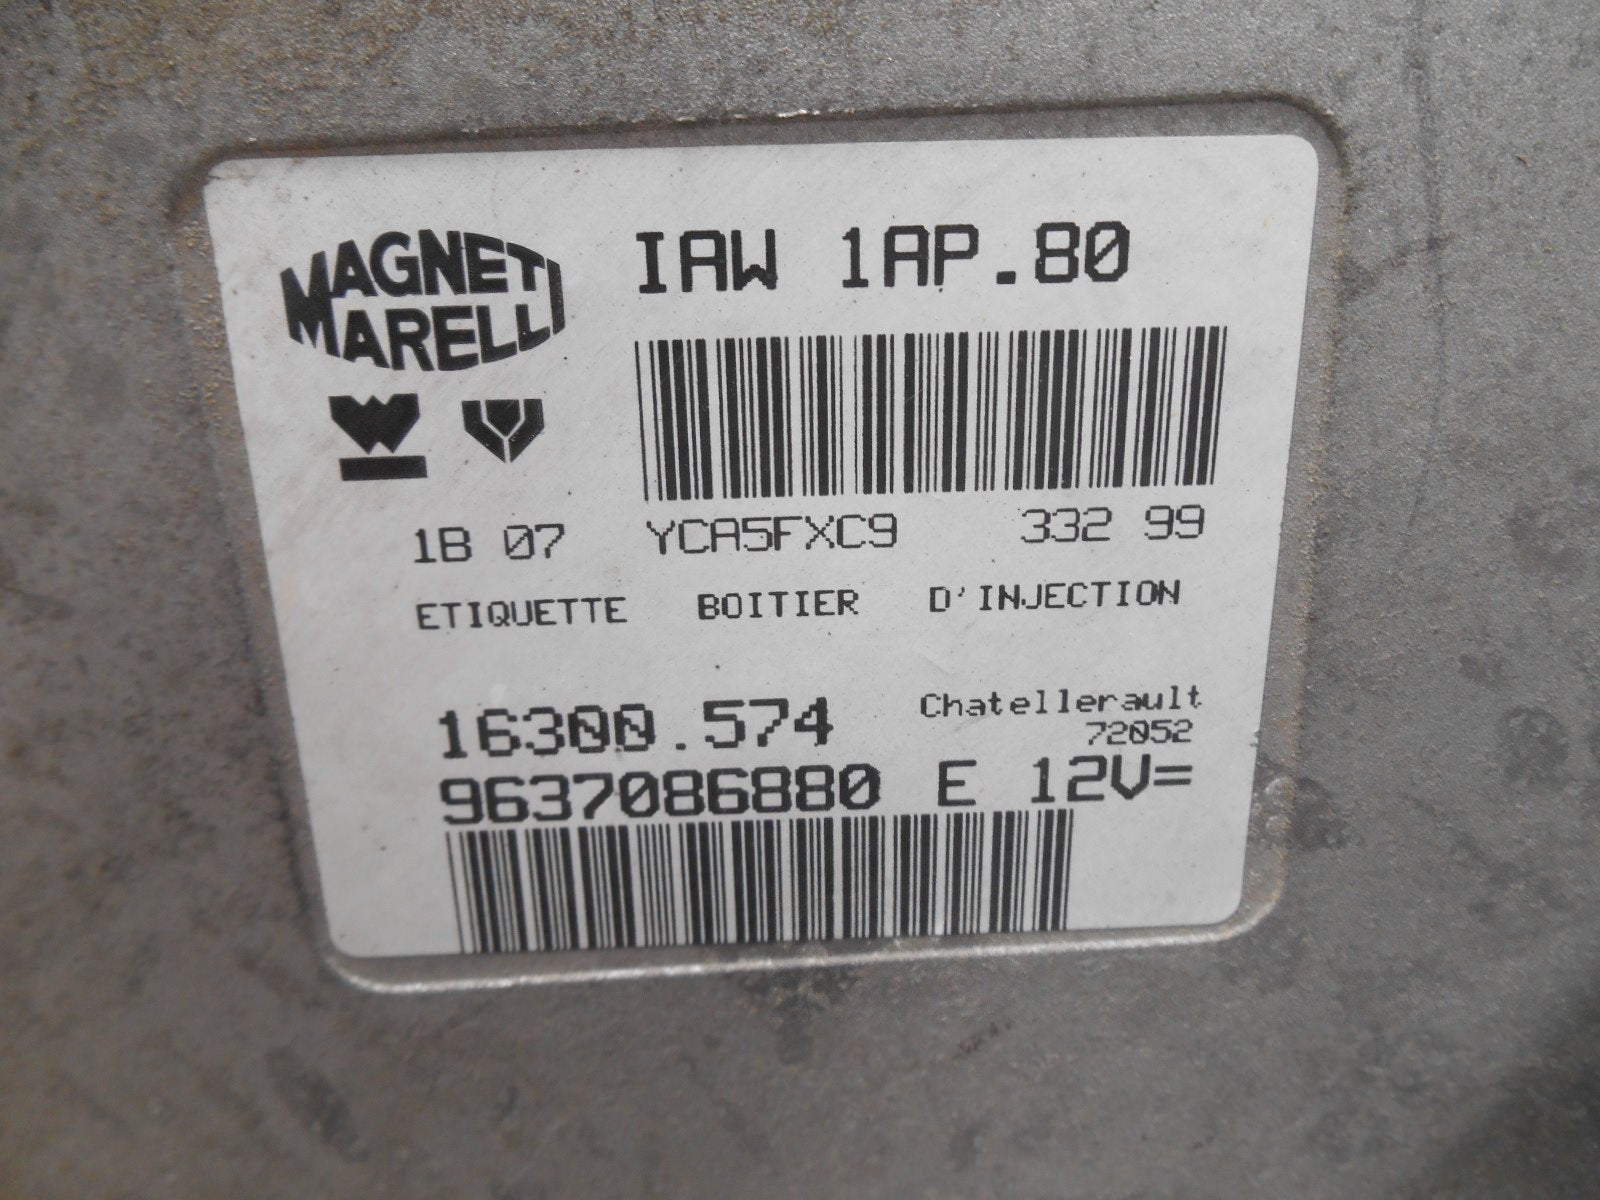 MAGNETI
MARELLI
IAW 1AP.80
1B 07 YCA5FXC9 332 99
ETIQUETTE BOITIER D'INJECTION
16300.574 Chatellerault
72052
9637086880 E 12V=